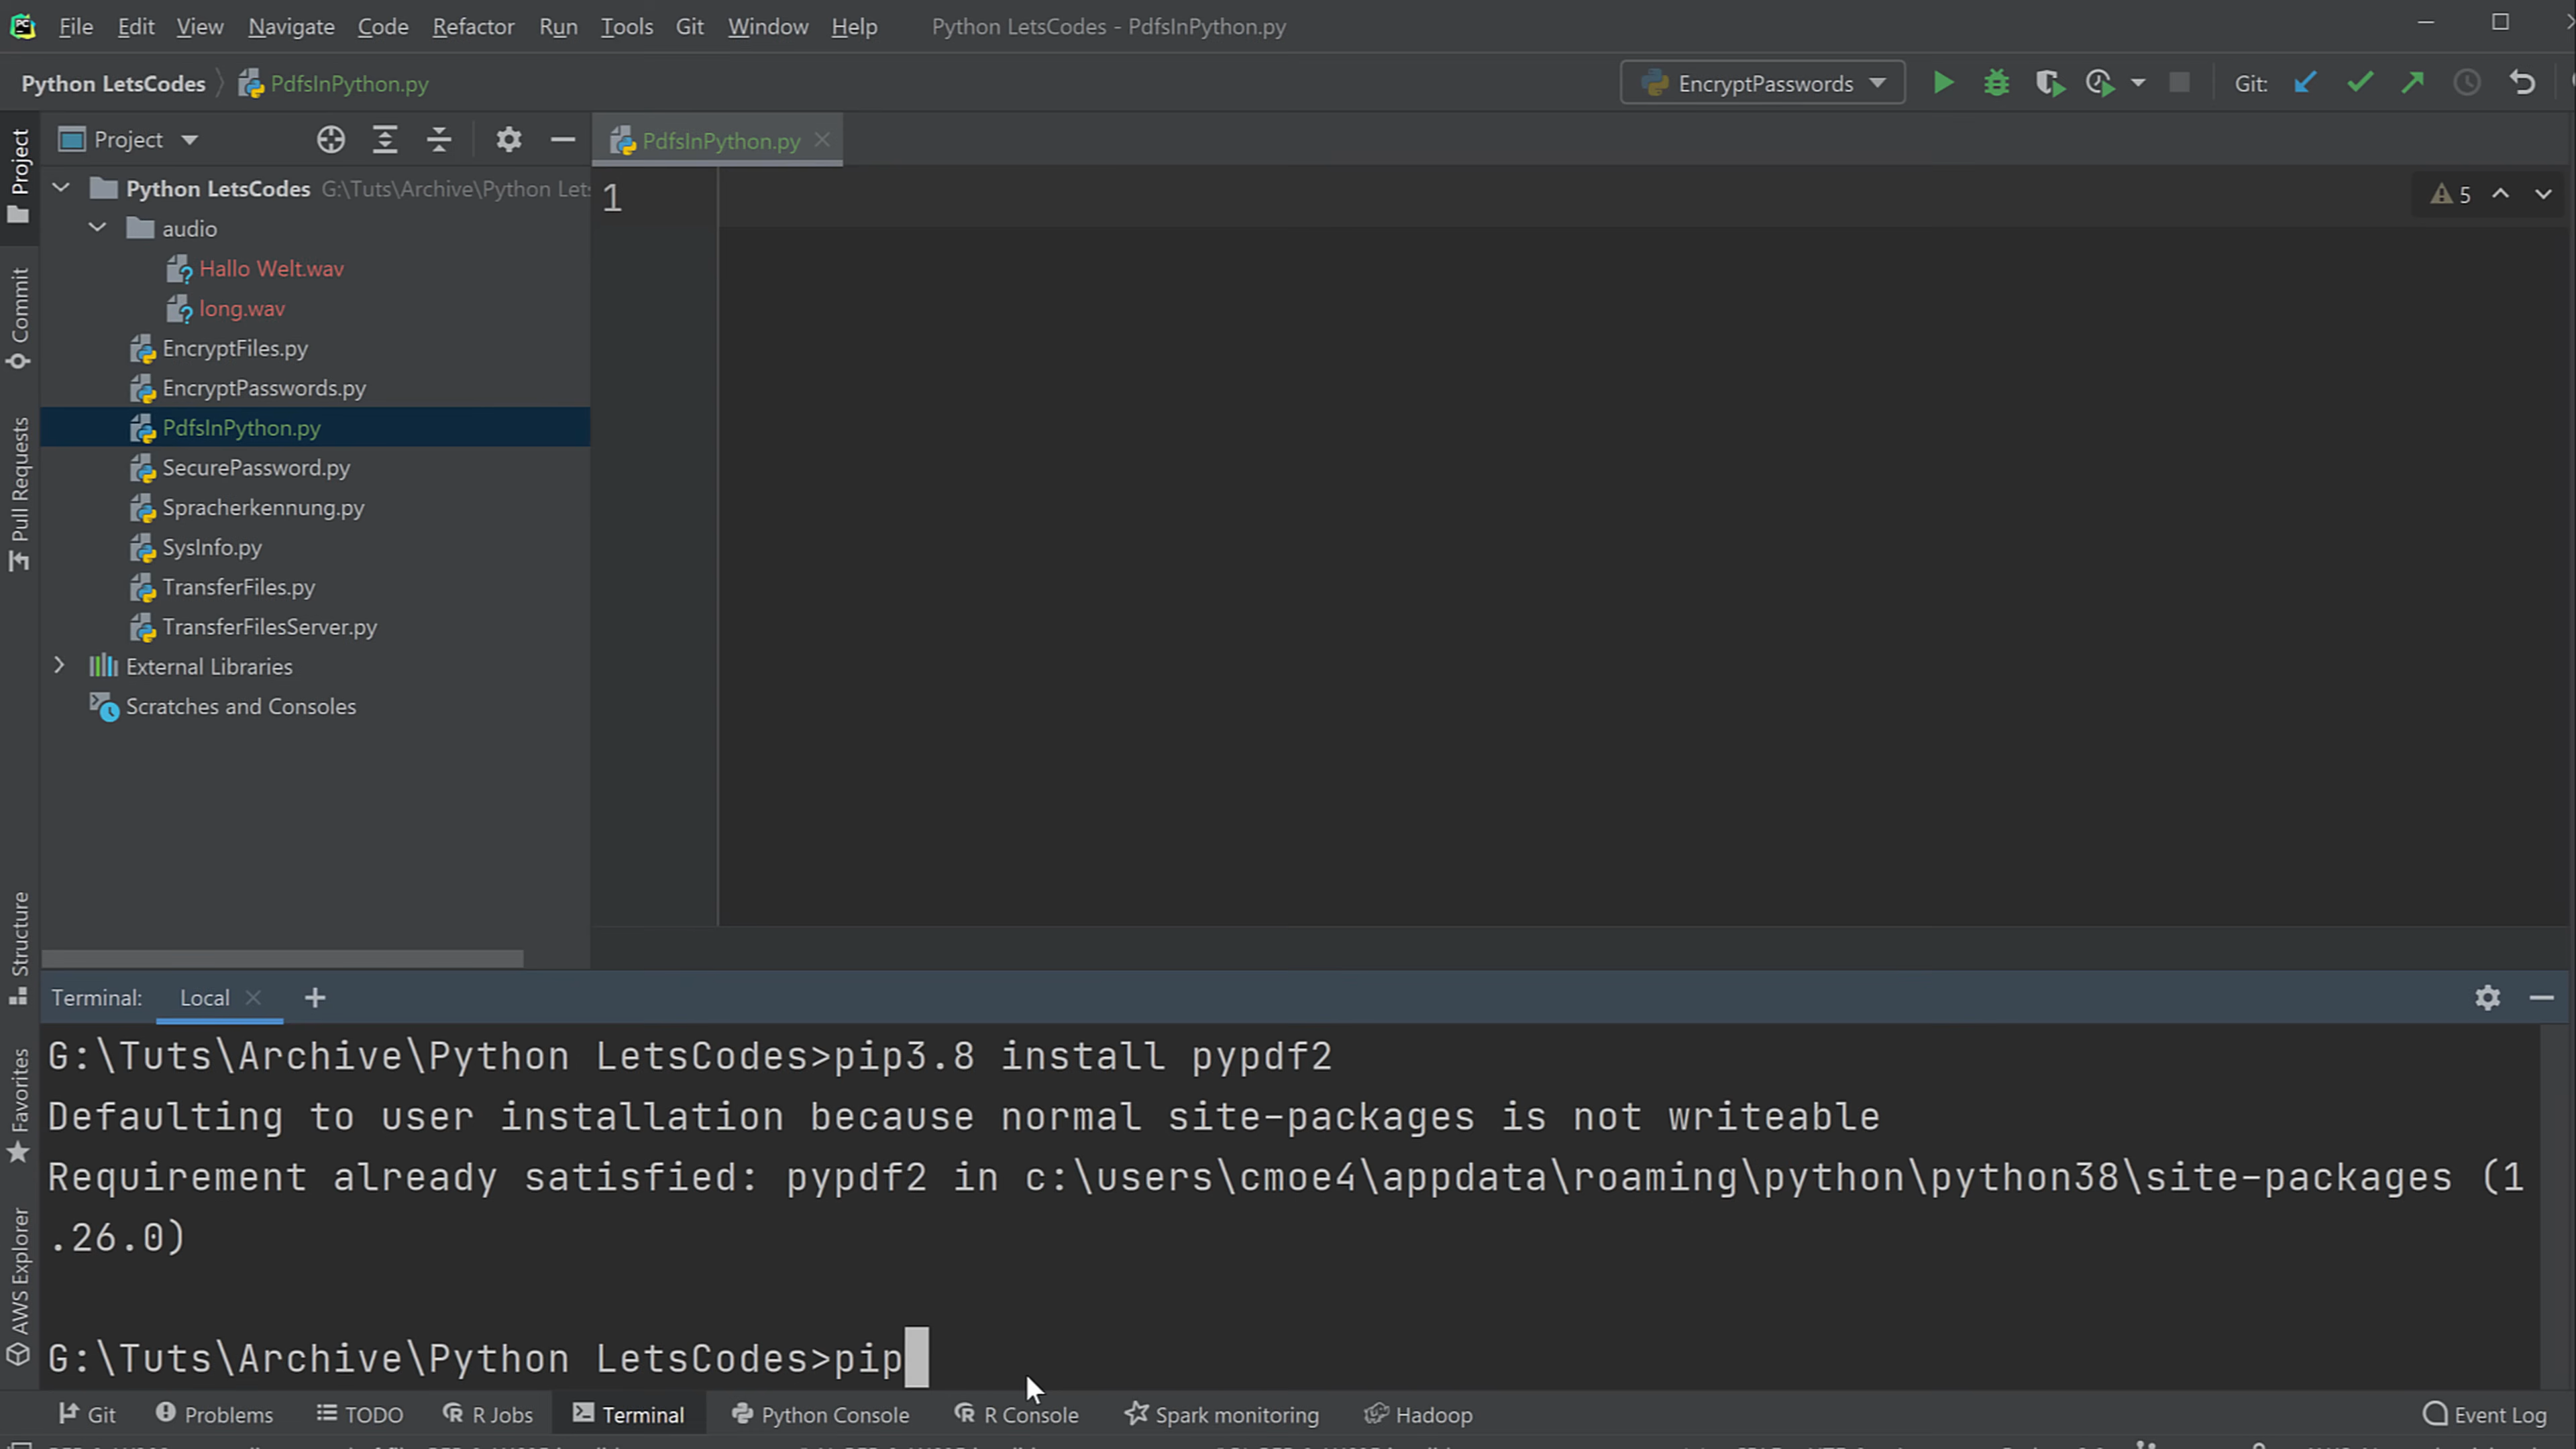 File Edit View Navigate Code Refactor Run Tools Git Window Help Python LetsCodes - PdfsInPython.py
Python LetsCodes PdfsInPython.py EncryptPasswords Git:
Project PdfsInPython.py
Python LetsCodes G:\Tuts\Archive\Python Lets
1
5
audio
Hallo Welt.wav
long.wav
EncryptFiles.py
EncryptPasswords.py
PdfsInPython.py
SecurePassword.py
Spracherkennung.py
SysInfo.py
TransferFiles.py
TransferFilesServer.py
External Libraries
Scratches and Consoles
Project
Commit
Pull Requests
Structure
Favorites
AWS Explorer
Terminal: Local
G:\Tuts\Archive\Python LetsCodes>pip3.8 install pypdf2
Defaulting to user installation because normal site-packages is not writeable
Requirement already satisfied: pypdf2 in c:\users\cmoe4\appdata\roaming\python\python38\site-packages (1
.26.0)
G:\Tuts\Archive\Python LetsCodes>pip
Git Problems TODO R Jobs Terminal Python Console R Console Spark monitoring Hadoop Event Log